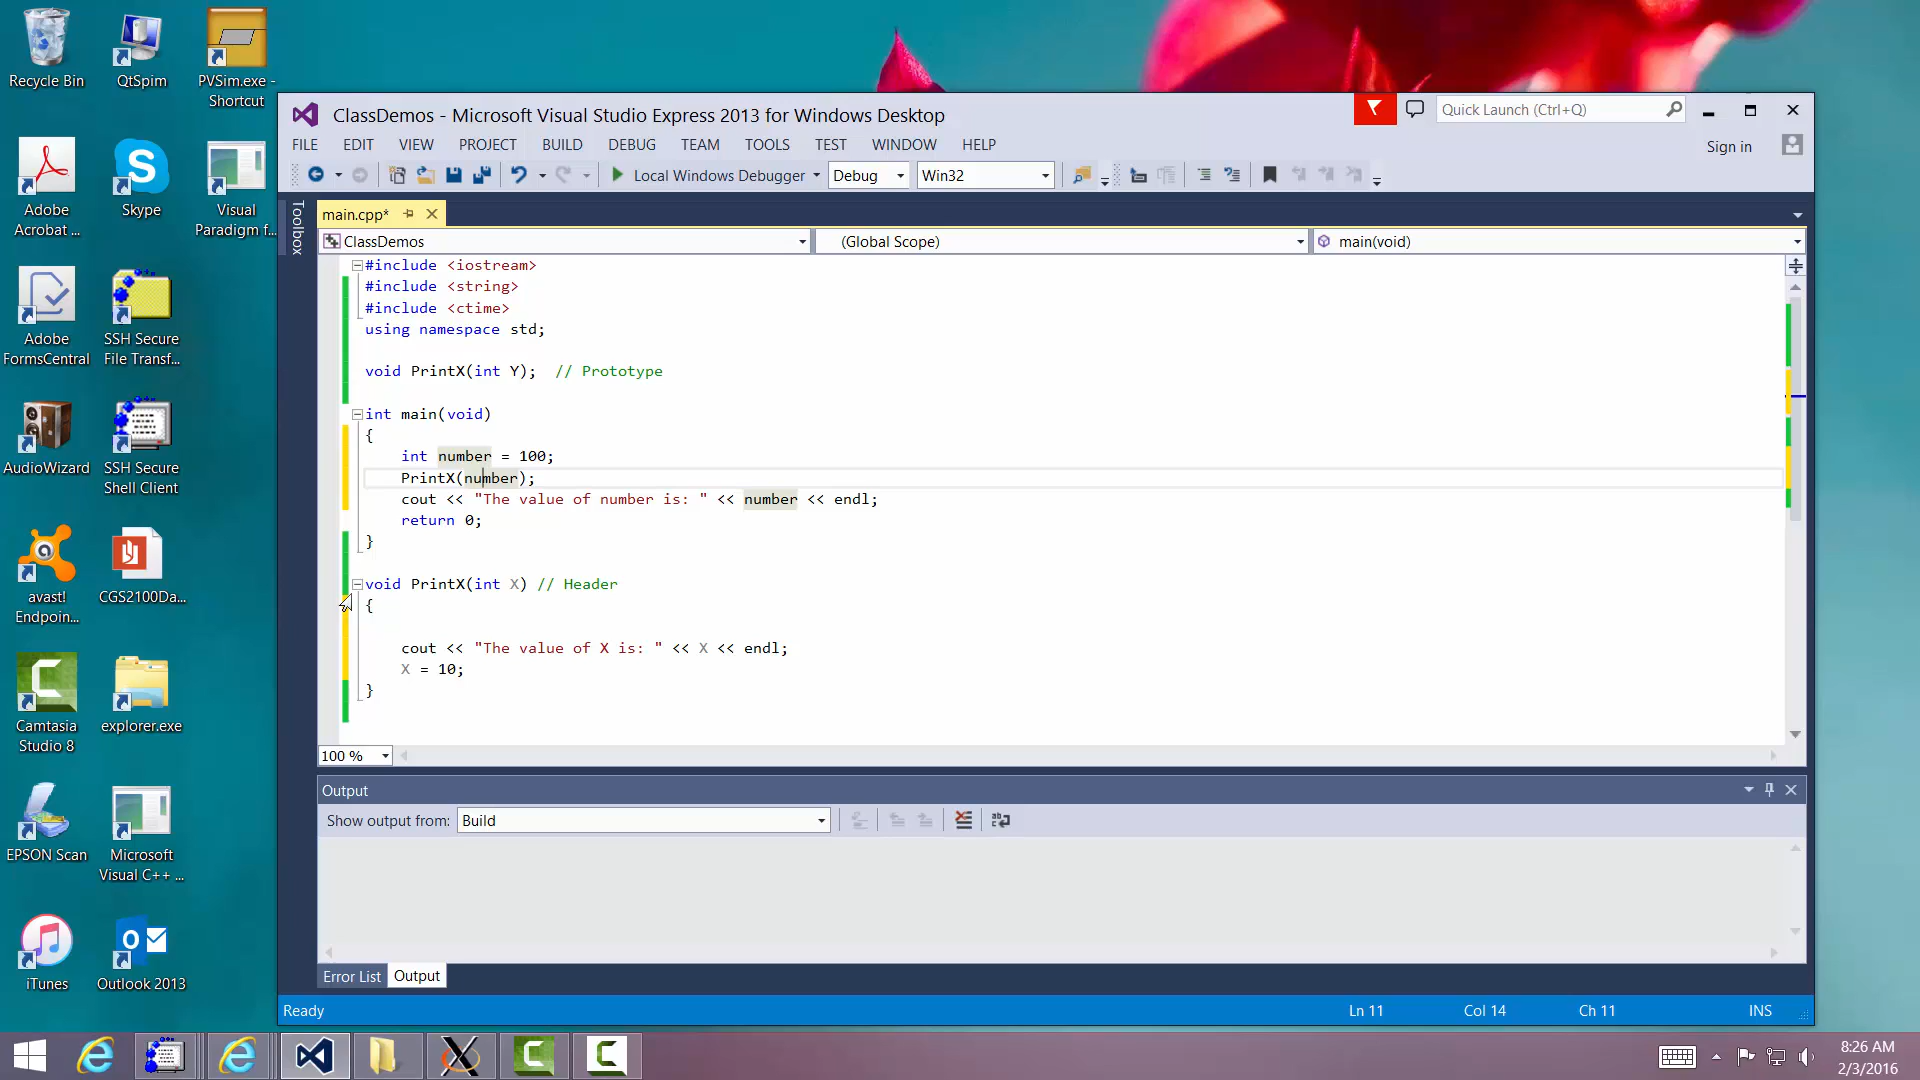 Recycle Bin
QtSpim
PVSim.exe -
Shortcut
Adobe
Acrobat ...
Skype
Visual
Paradigm f...
Adobe
FormsCentral
SSH Secure
File Transf...
AudioWizard
SSH Secure
Shell Client
avast!
Endpoin...
CGS2100Da...
Camtasia
Studio 8
explorer.exe
EPSON Scan
Microsoft
Visual C++ ...
iTunes
Outlook 2013
ClassDemos - Microsoft Visual Studio Express 2013 for Windows Desktop
Quick Launch (Ctrl+Q)
FILE EDIT VIEW PROJECT BUILD DEBUG TEAM TOOLS TEST WINDOW HELP
Sign in
Local Windows Debugger
Debug
Win32
Toolbox
main.cpp*
ClassDemos
(Global Scope)
main(void)
#include <iostream>
#include <string>
#include <ctime>
using namespace std;
void PrintX(int Y);  // Prototype
int main(void)
{
int number = 100;
PrintX(number);
cout << "The value of number is: " << number << endl;
return 0;
}
void PrintX(int X) // Header
{
cout << "The value of X is: " << X << endl;
X = 10;
}
100 %
Output
Show output from: Build
Error List
Output
Ready
Ln 11
Col 14
Ch 11
INS
8:26 AM
2/3/2016